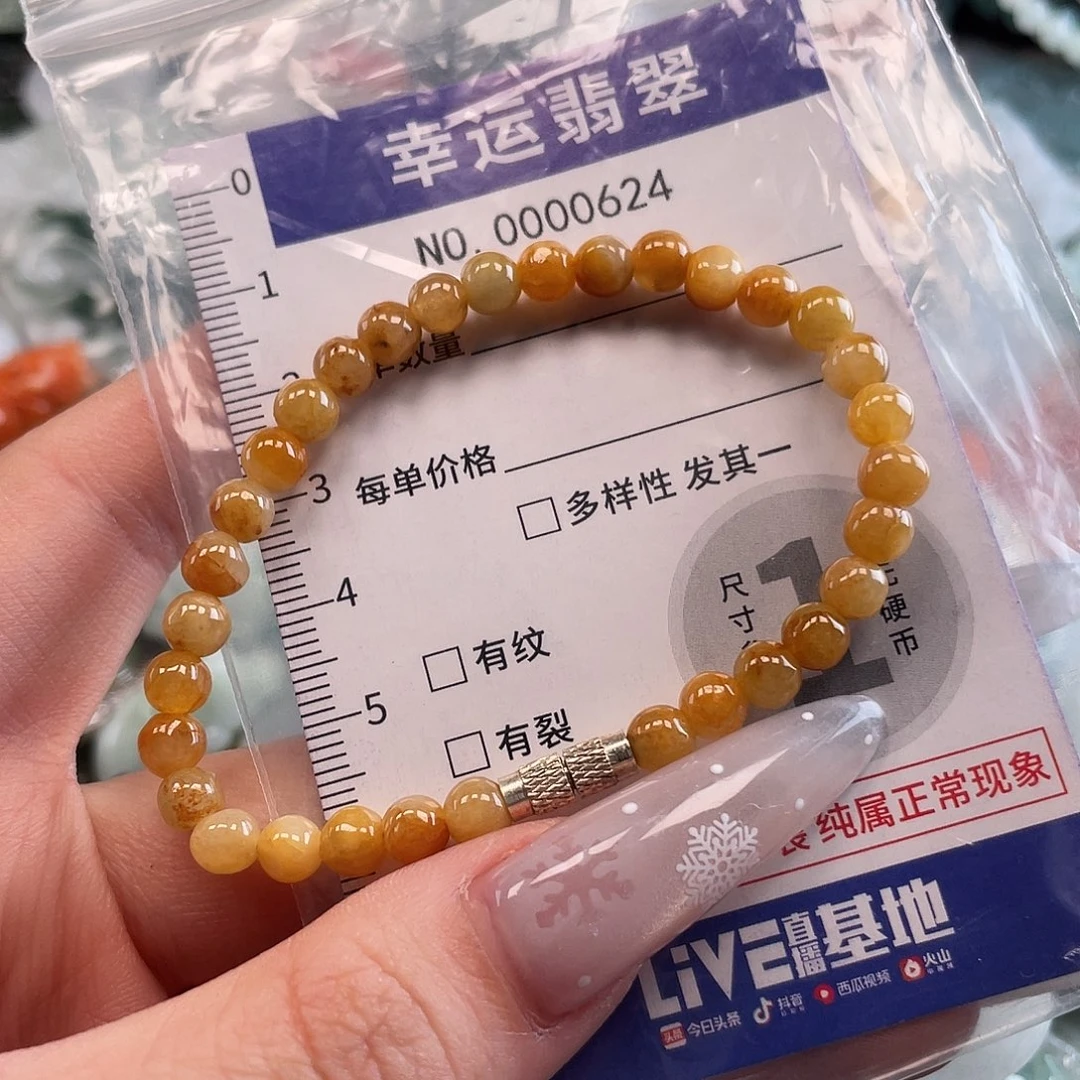 幸运翡翠
NO. 0000624
0
1
数量
3
每单价格
多样性 发其一
4
尺寸
1
硬币
有纹
5
有裂
纯属正常现象
LiVE直播基地
头条 今日头条 抖音 西瓜视频 火山